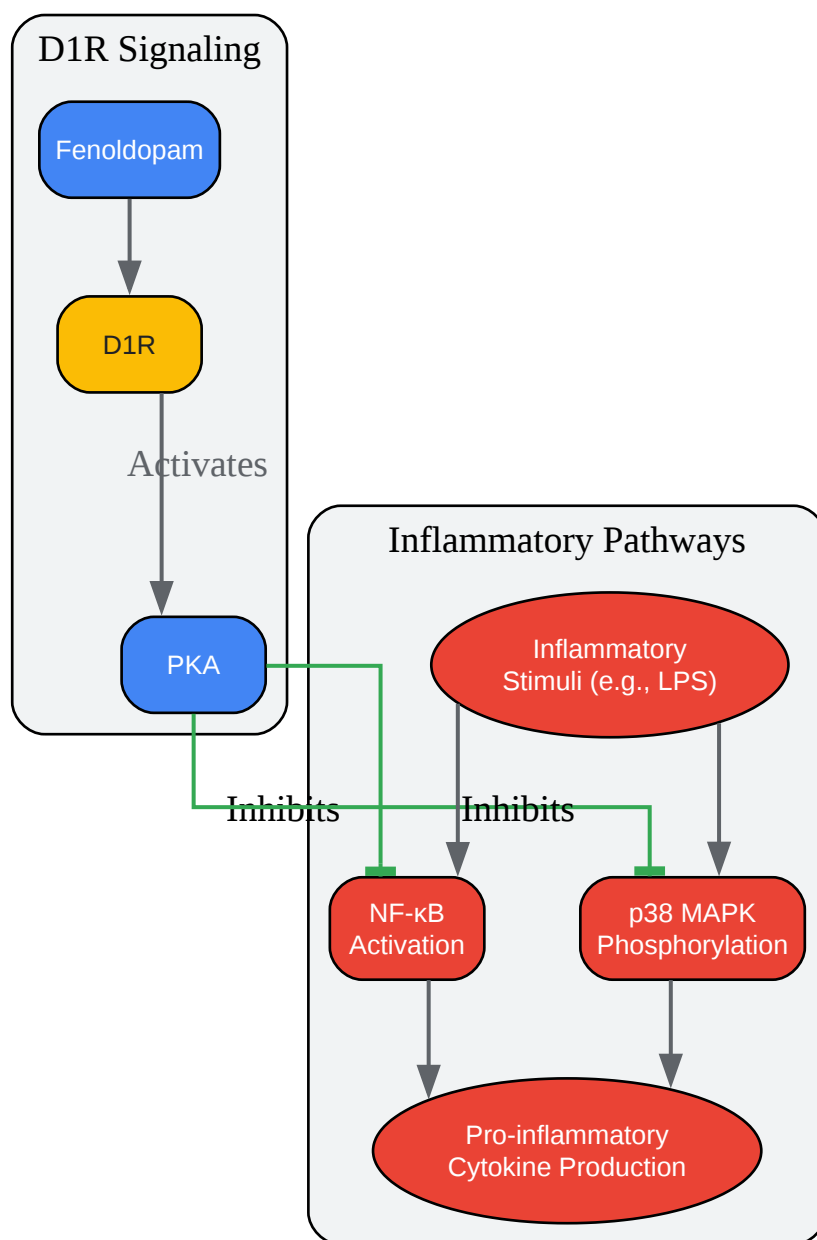 D1R Signaling
Fenoldopam
D1R
Activates
PKA
Inflammatory Pathways
Inflammatory
Stimuli (e.g., LPS)
Inhibits
Inhibits
NF-κB
Activation
p38 MAPK
Phosphorylation
Pro-inflammatory
Cytokine Production